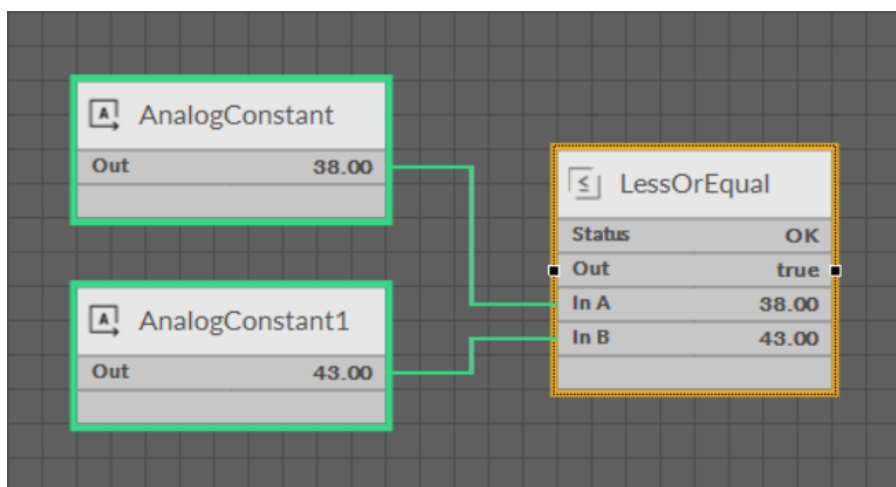 A AnalogConstant
Out 38.00
A AnalogConstant1
Out 43.00
≤ LessOrEqual
Status OK
Out true
In A 38.00
In B 43.00